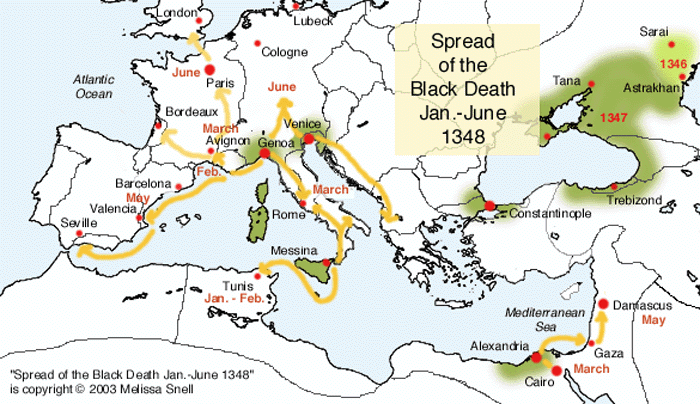 London
Lubeck
Cologne
Spread
of the
Black Death
Jan.-June
1348
Sarai
1346
Astrakhan
Tana
1347
June
Paris
Atlantic
Ocean
June
Bordeaux
March
Avignon
Venice
Genoa
Feb.
Barcelona
May
Valencia
Seville
March
Rome
Constantinople
Trebizond
Messina
Tunis
Jan. - Feb.
Mediterranean
Sea
Damascus
May
Alexandria
Gaza
March
Cairo
"Spread of the Black Death Jan.-June 1348"
is copyright © 2003 Melissa Snell